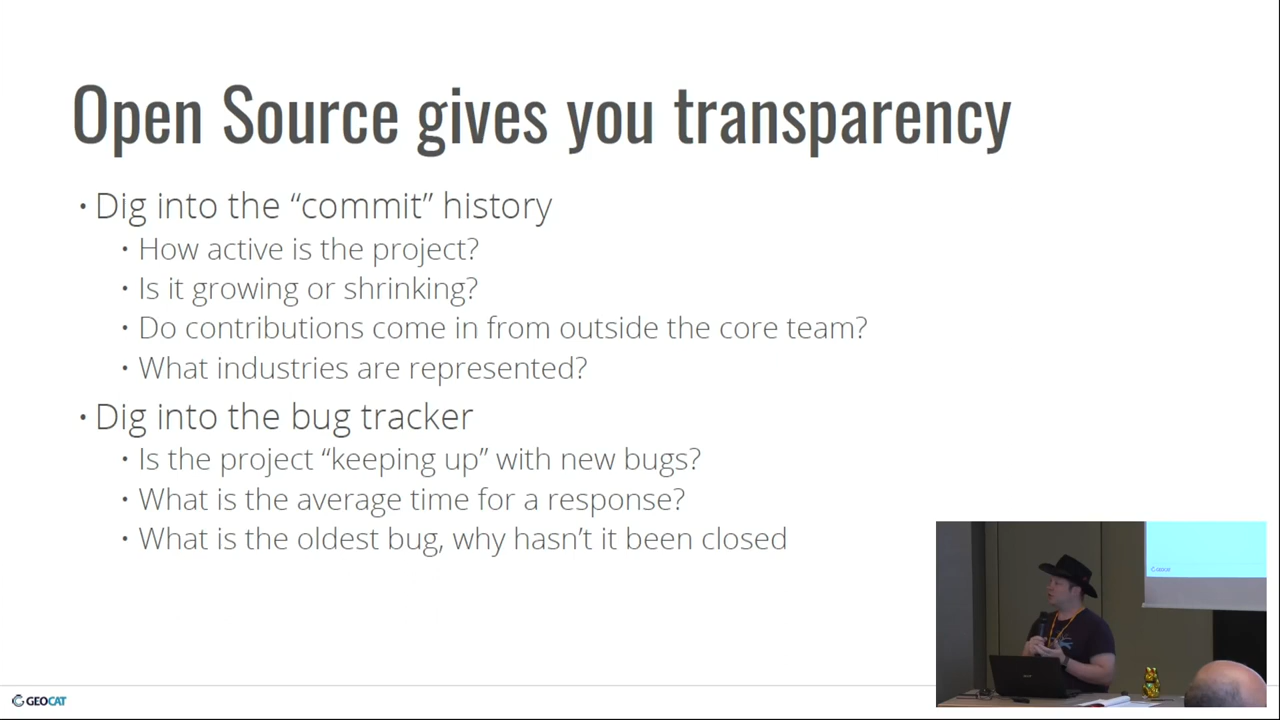 Open Source gives you transparency
• Dig into the “commit” history
• How active is the project?
• Is it growing or shrinking?
• Do contributions come in from outside the core team?
• What industries are represented?
• Dig into the bug tracker
• Is the project “keeping up” with new bugs?
• What is the average time for a response?
• What is the oldest bug, why hasn’t it been closed
GEOCAT